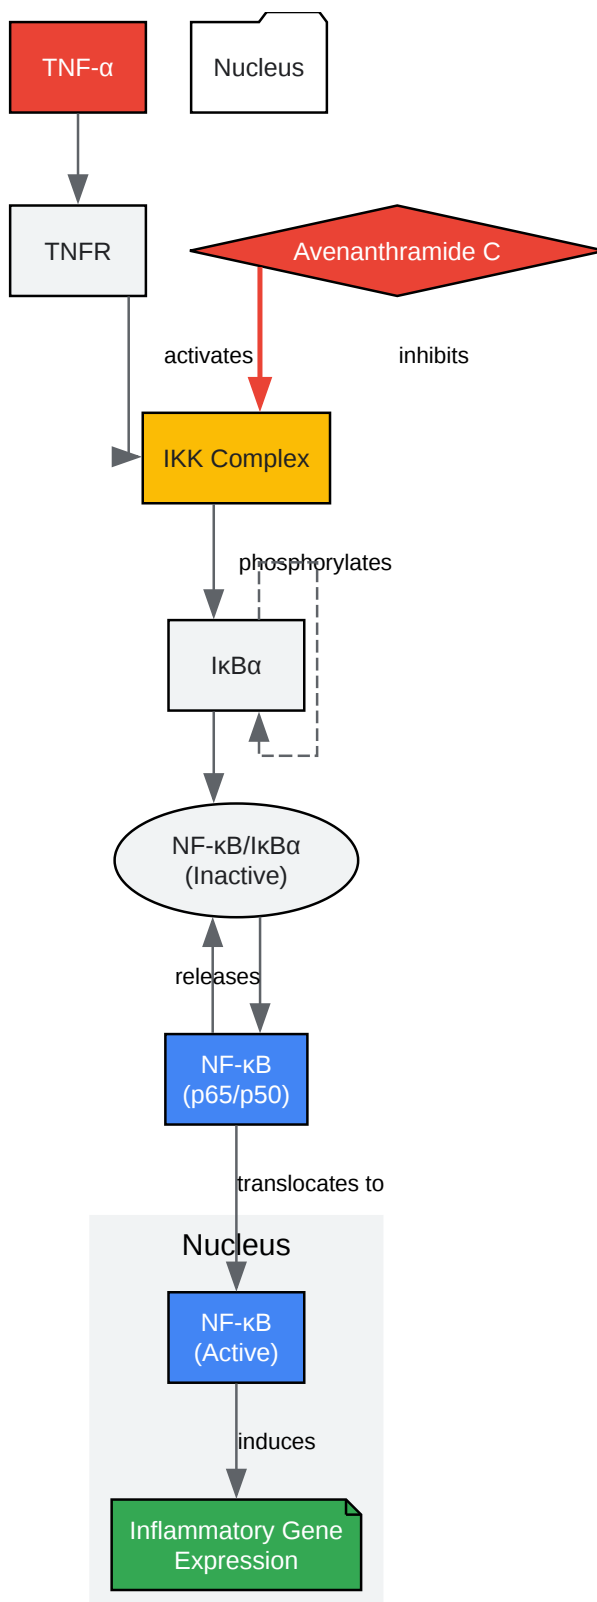 TNF-α
Nucleus
TNFR
Avenanthramide C
activates
inhibits
IKK Complex
phosphorylates
IκBα
NF-κB/IκBα
(Inactive)
releases
NF-κB
(p65/p50)
translocates to
Nucleus
NF-κB
(Active)
induces
Inflammatory Gene
Expression